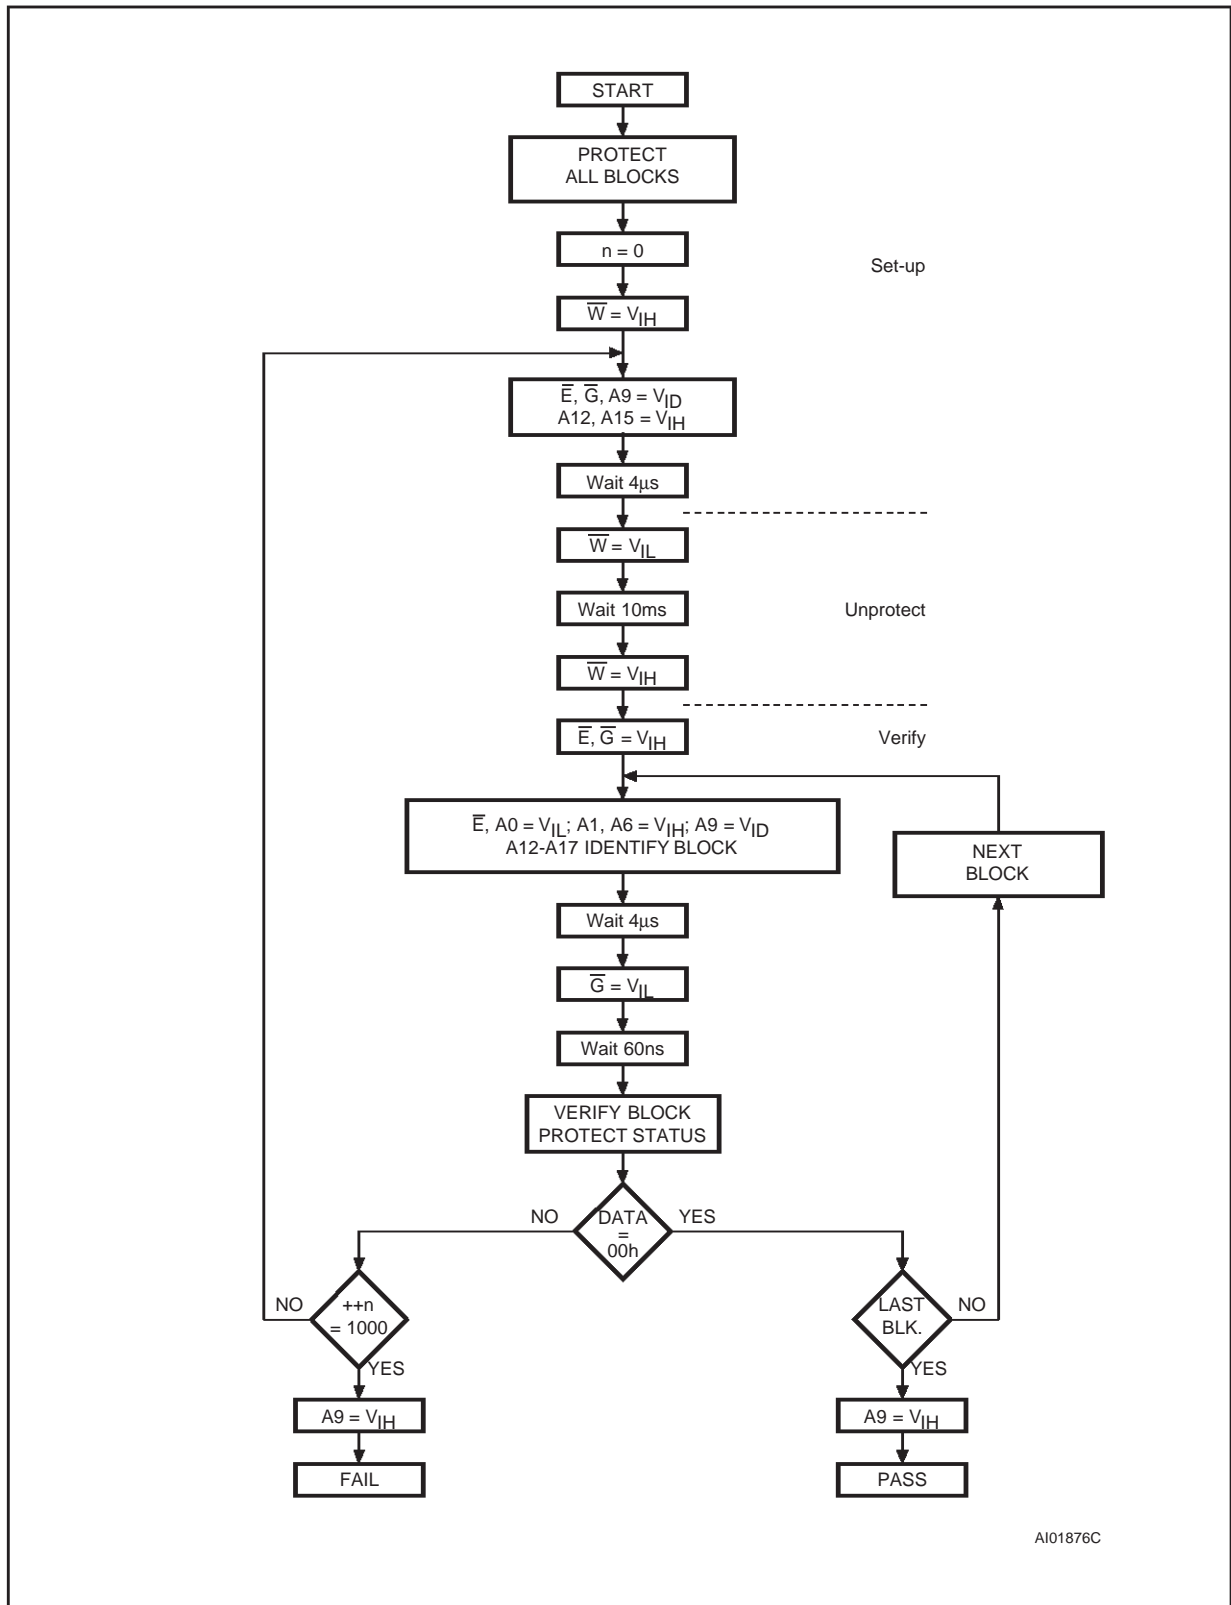 START
PROTECT
ALL BLOCKS
n = 0
Set-up
W̅ = VIH
E̅, G̅, A9 = VID
A12, A15 = VIH
Wait 4µs
W̅ = VIL
Wait 10ms
Unprotect
W̅ = VIH
E̅, G̅ = VIH
Verify
E̅, A0 = VIL; A1, A6 = VIH; A9 = VID
A12-A17 IDENTIFY BLOCK
NEXT
BLOCK
Wait 4µs
G̅ = VIL
Wait 60ns
VERIFY BLOCK
PROTECT STATUS
NO
DATA
=
00h
YES
NO
++n
= 1000
YES
LAST
BLK.
NO
YES
A9 = VIH
A9 = VIH
FAIL
PASS
AI01876C